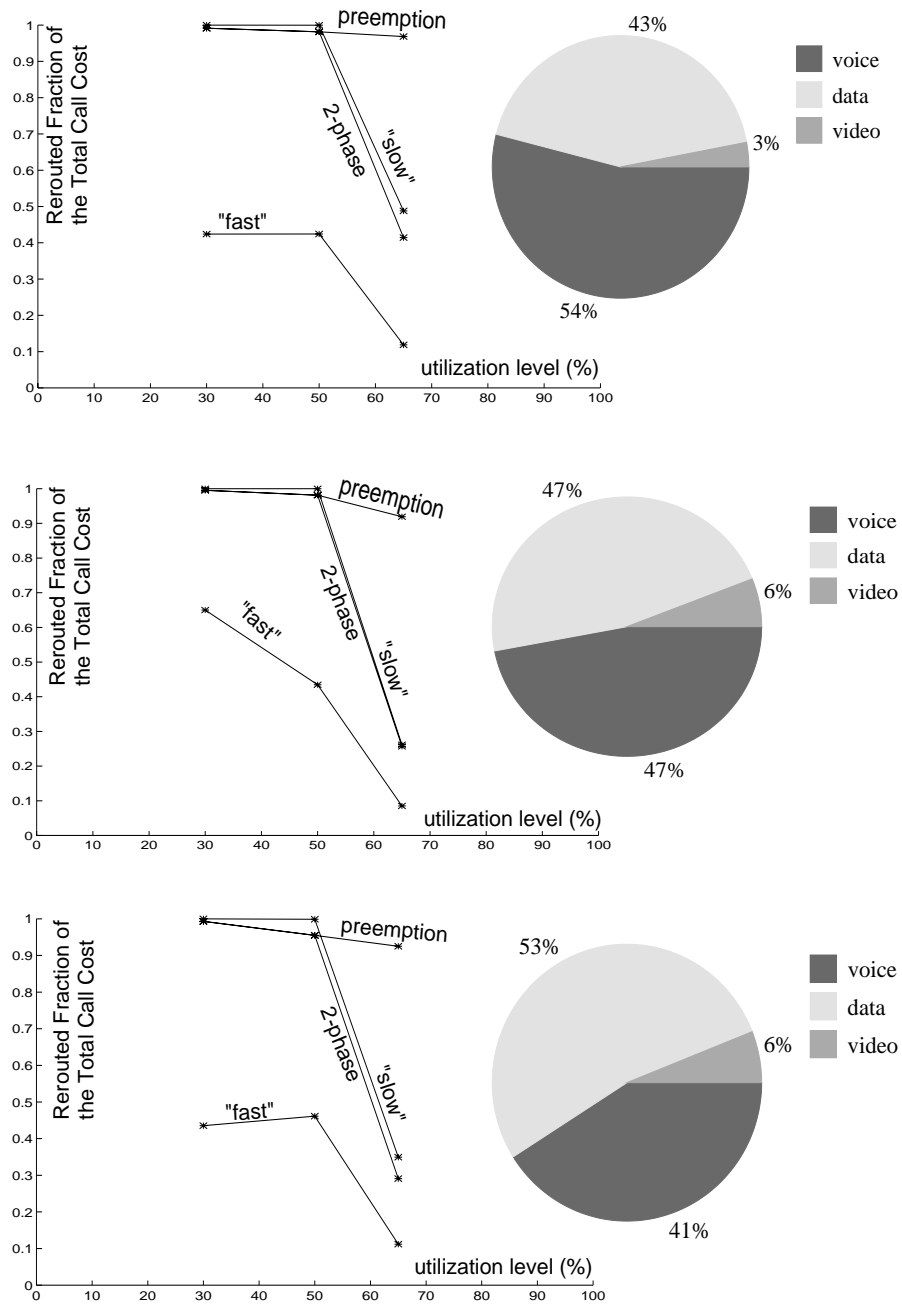 Rerouted Fraction of
the Total Call Cost
1
0.9
0.8
0.7
0.6
0.5
0.4
0.3
0.2
0.1
0
preemption
2-phase
"slow"
"fast"
utilization level (%)
0 10 20 30 40 50 60 70 80 90 100
43%
3%
54%
voice
data
video
Rerouted Fraction of
the Total Call Cost
1
0.9
0.8
0.7
0.6
0.5
0.4
0.3
0.2
0.1
0
preemption
2-phase
"slow"
"fast"
utilization level (%)
0 10 20 30 40 50 60 70 80 90 100
47%
6%
47%
voice
data
video
Rerouted Fraction of
the Total Call Cost
1
0.9
0.8
0.7
0.6
0.5
0.4
0.3
0.2
0.1
0
preemption
2-phase
"slow"
"fast"
utilization level (%)
0 10 20 30 40 50 60 70 80 90 100
53%
6%
41%
voice
data
video